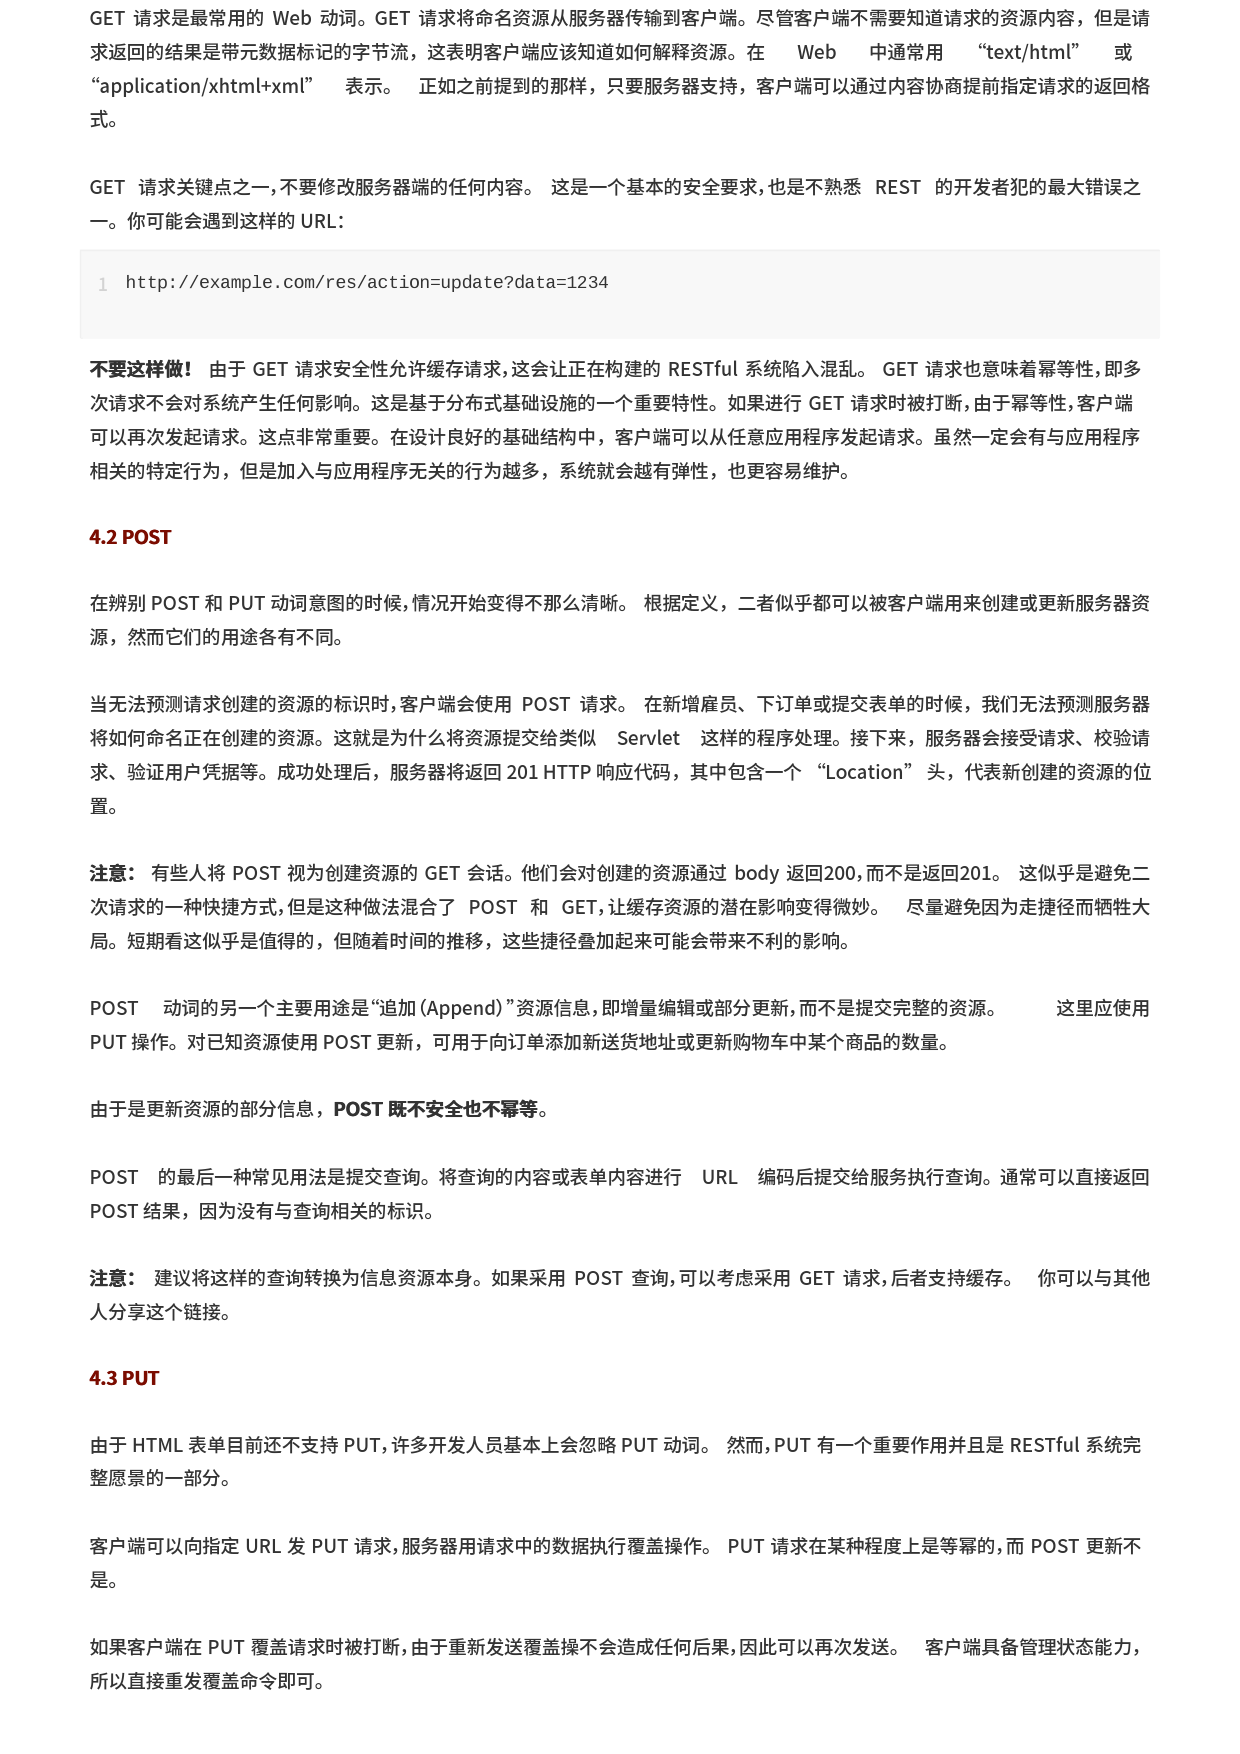 GET 请求是最常用的 Web 动词。GET 请求将命名资源从服务器传输到客户端。尽管客户端不需要知道请求的资源内容，但是请
求返回的结果是带元数据标记的字节流，这表明客户端应该知道如何解释资源。在 Web 中通常用 “text/html” 或
“application/xhtml+xml” 表示。 正如之前提到的那样，只要服务器支持，客户端可以通过内容协商提前指定请求的返回格
式。
GET 请求关键点之一，不要修改服务器端的任何内容。 这是一个基本的安全要求，也是不熟悉 REST 的开发者犯的最大错误之
一。你可能会遇到这样的 URL：
1 http://example.com/res/action=update?data=1234
不要这样做！ 由于 GET 请求安全性允许缓存请求，这会让正在构建的 RESTful 系统陷入混乱。 GET 请求也意味着幂等性，即多
次请求不会对系统产生任何影响。这是基于分布式基础设施的一个重要特性。如果进行 GET 请求时被打断，由于幂等性，客户端
可以再次发起请求。这点非常重要。在设计良好的基础结构中，客户端可以从任意应用程序发起请求。虽然一定会有与应用程序
相关的特定行为，但是加入与应用程序无关的行为越多，系统就会越有弹性，也更容易维护。
4.2 POST
在辨别 POST 和 PUT 动词意图的时候，情况开始变得不那么清晰。 根据定义，二者似乎都可以被客户端用来创建或更新服务器资
源，然而它们的用途各有不同。
当无法预测请求创建的资源的标识时，客户端会使用 POST 请求。 在新增雇员、下订单或提交表单的时候，我们无法预测服务器
将如何命名正在创建的资源。这就是为什么将资源提交给类似 Servlet 这样的程序处理。接下来，服务器会接受请求、校验请
求、验证用户凭据等。成功处理后，服务器将返回 201 HTTP 响应代码，其中包含一个 “Location” 头，代表新创建的资源的位
置。
注意： 有些人将 POST 视为创建资源的 GET 会话。他们会对创建的资源通过 body 返回200，而不是返回201。 这似乎是避免二
次请求的一种快捷方式，但是这种做法混合了 POST 和 GET，让缓存资源的潜在影响变得微妙。 尽量避免因为走捷径而牺牲大
局。短期看这似乎是值得的，但随着时间的推移，这些捷径叠加起来可能会带来不利的影响。
POST 动词的另一个主要用途是“追加（Append）”资源信息，即增量编辑或部分更新，而不是提交完整的资源。 这里应使用
PUT 操作。对已知资源使用 POST 更新，可用于向订单添加新送货地址或更新购物车中某个商品的数量。
由于是更新资源的部分信息，POST 既不安全也不幂等。
POST 的最后一种常见用法是提交查询。将查询的内容或表单内容进行 URL 编码后提交给服务执行查询。通常可以直接返回
POST 结果，因为没有与查询相关的标识。
注意： 建议将这样的查询转换为信息资源本身。如果采用 POST 查询，可以考虑采用 GET 请求，后者支持缓存。 你可以与其他
人分享这个链接。
4.3 PUT
由于 HTML 表单目前还不支持 PUT，许多开发人员基本上会忽略 PUT 动词。 然而，PUT 有一个重要作用并且是 RESTful 系统完
整愿景的一部分。
客户端可以向指定 URL 发 PUT 请求，服务器用请求中的数据执行覆盖操作。 PUT 请求在某种程度上是等幂的，而 POST 更新不
是。
如果客户端在 PUT 覆盖请求时被打断，由于重新发送覆盖操不会造成任何后果，因此可以再次发送。 客户端具备管理状态能力，
所以直接重发覆盖命令即可。